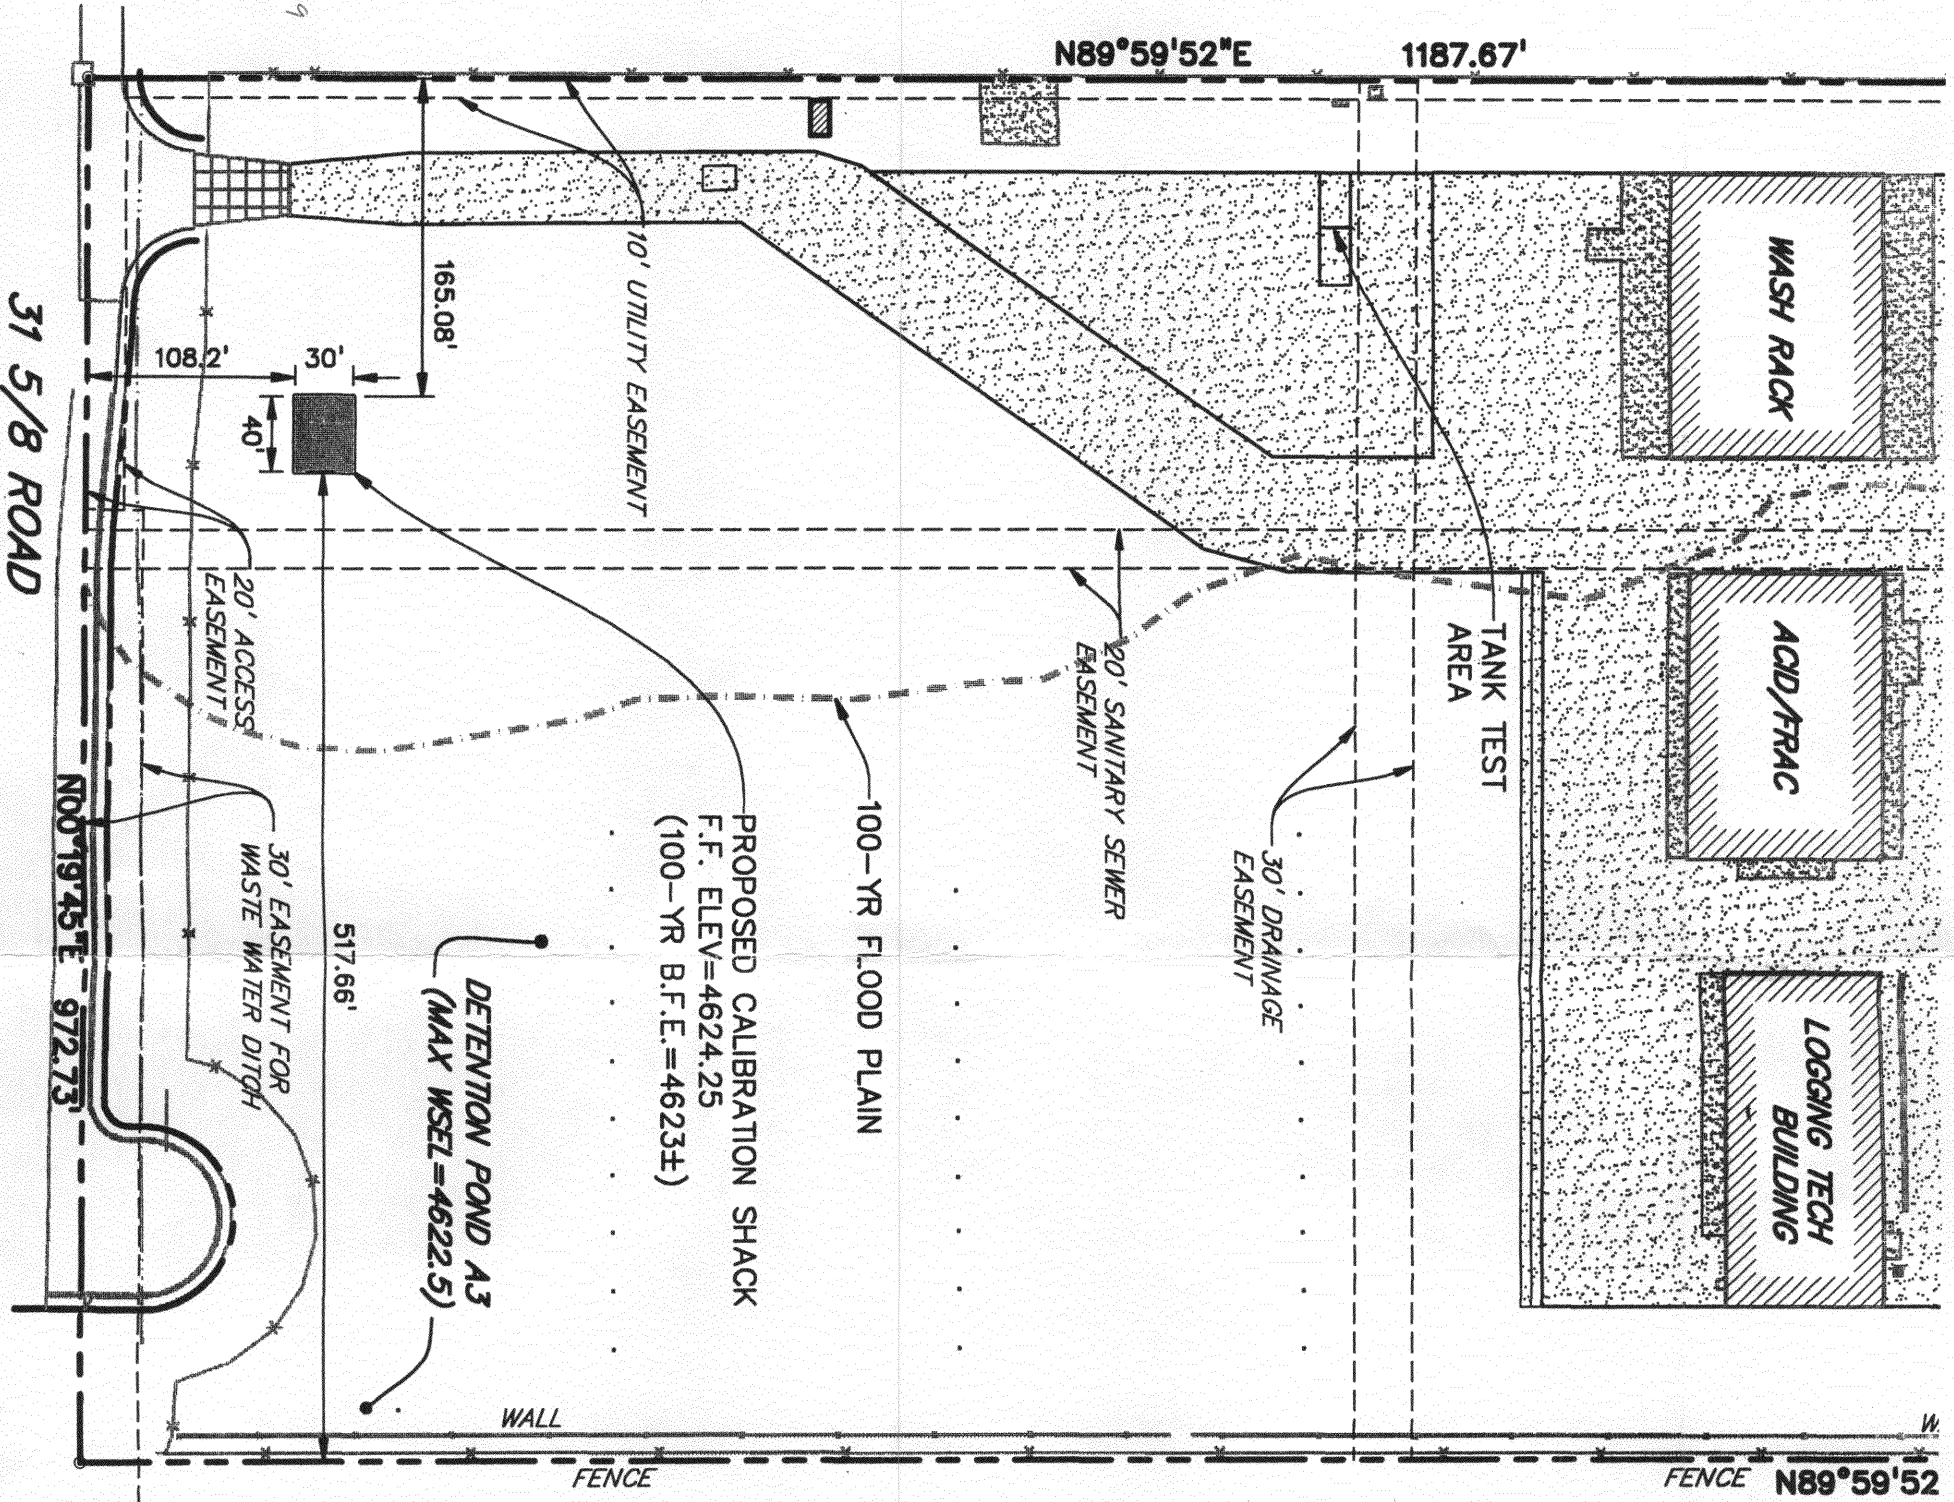 N89°59'52"E 1187.67'
10' UTILITY EASEMENT
165.08'
108.2'
30'
40'
31 5/8 ROAD
WASH RACK
20' ACCESS
EASEMENT
TANK TEST
AREA
ACID/FRAC
20' SANITARY SEWER
EASEMENT
30' DRAINAGE
EASEMENT
100-YR FLOOD PLAIN
PROPOSED CALIBRATION SHACK
F.F. ELEV=4624.25
(100-YR B.F.E.=4623±)
N00°19'45"E 972.73'
30' EASEMENT FOR
WASTE WATER DITCH
517.66'
DETENTION POND A3
(MAX WSEL=4622.5)
LOGGING TECH
BUILDING
WALL
W
FENCE
FENCE
N89°59'52